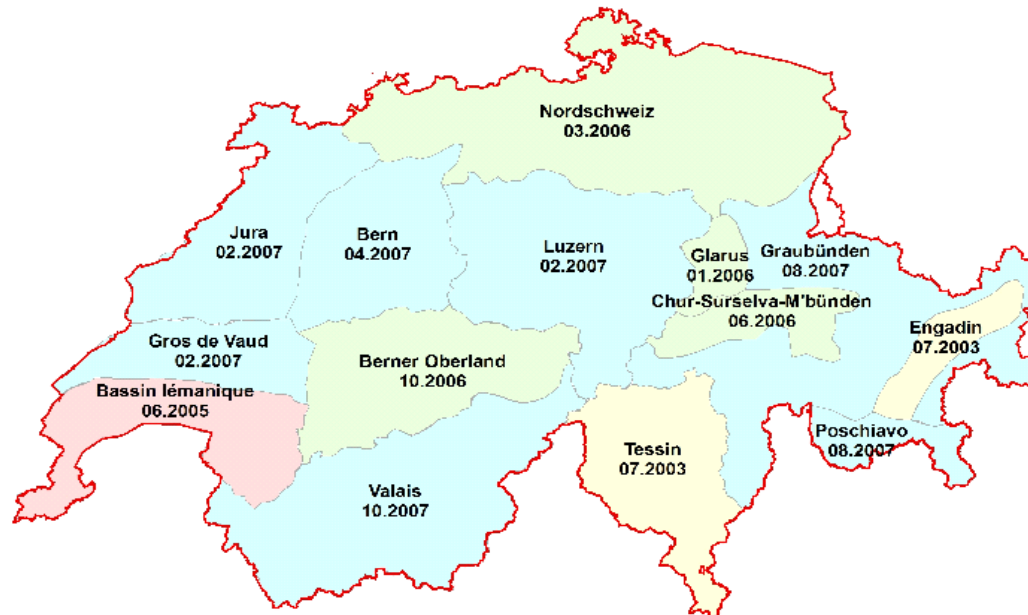 Nordschweiz
03.2006
Jura
02.2007
Bern
04.2007
Luzern
02.2007
Glarus
01.2006
Graubünden
08.2007
Chur-Surselva-M'bünden
06.2006
Engadin
07.2003
Gros de Vaud
02.2007
Berner Oberland
10.2006
Bassin lémanique
06.2005
Poschiavo
08.2007
Tessin
07.2003
Valais
10.2007